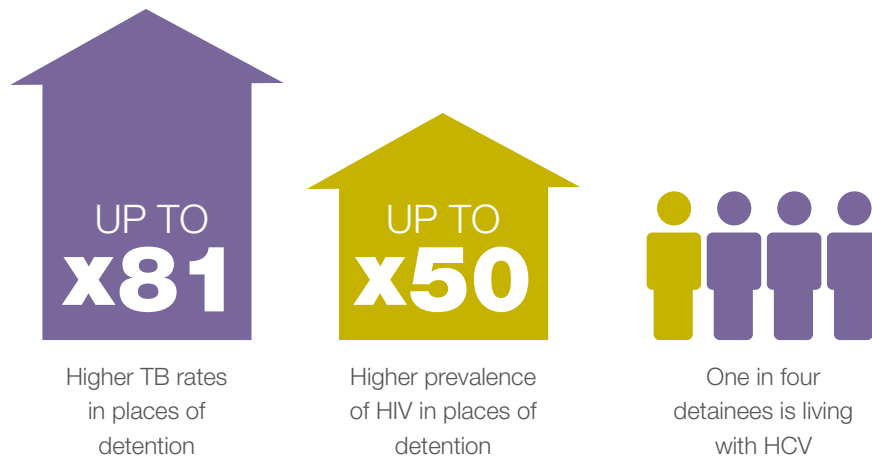 UP TO
x81
Higher TB rates
in places of
detention
UP TO
x50
Higher prevalence
of HIV in places of
detention
One in four
detainees is living
with HCV